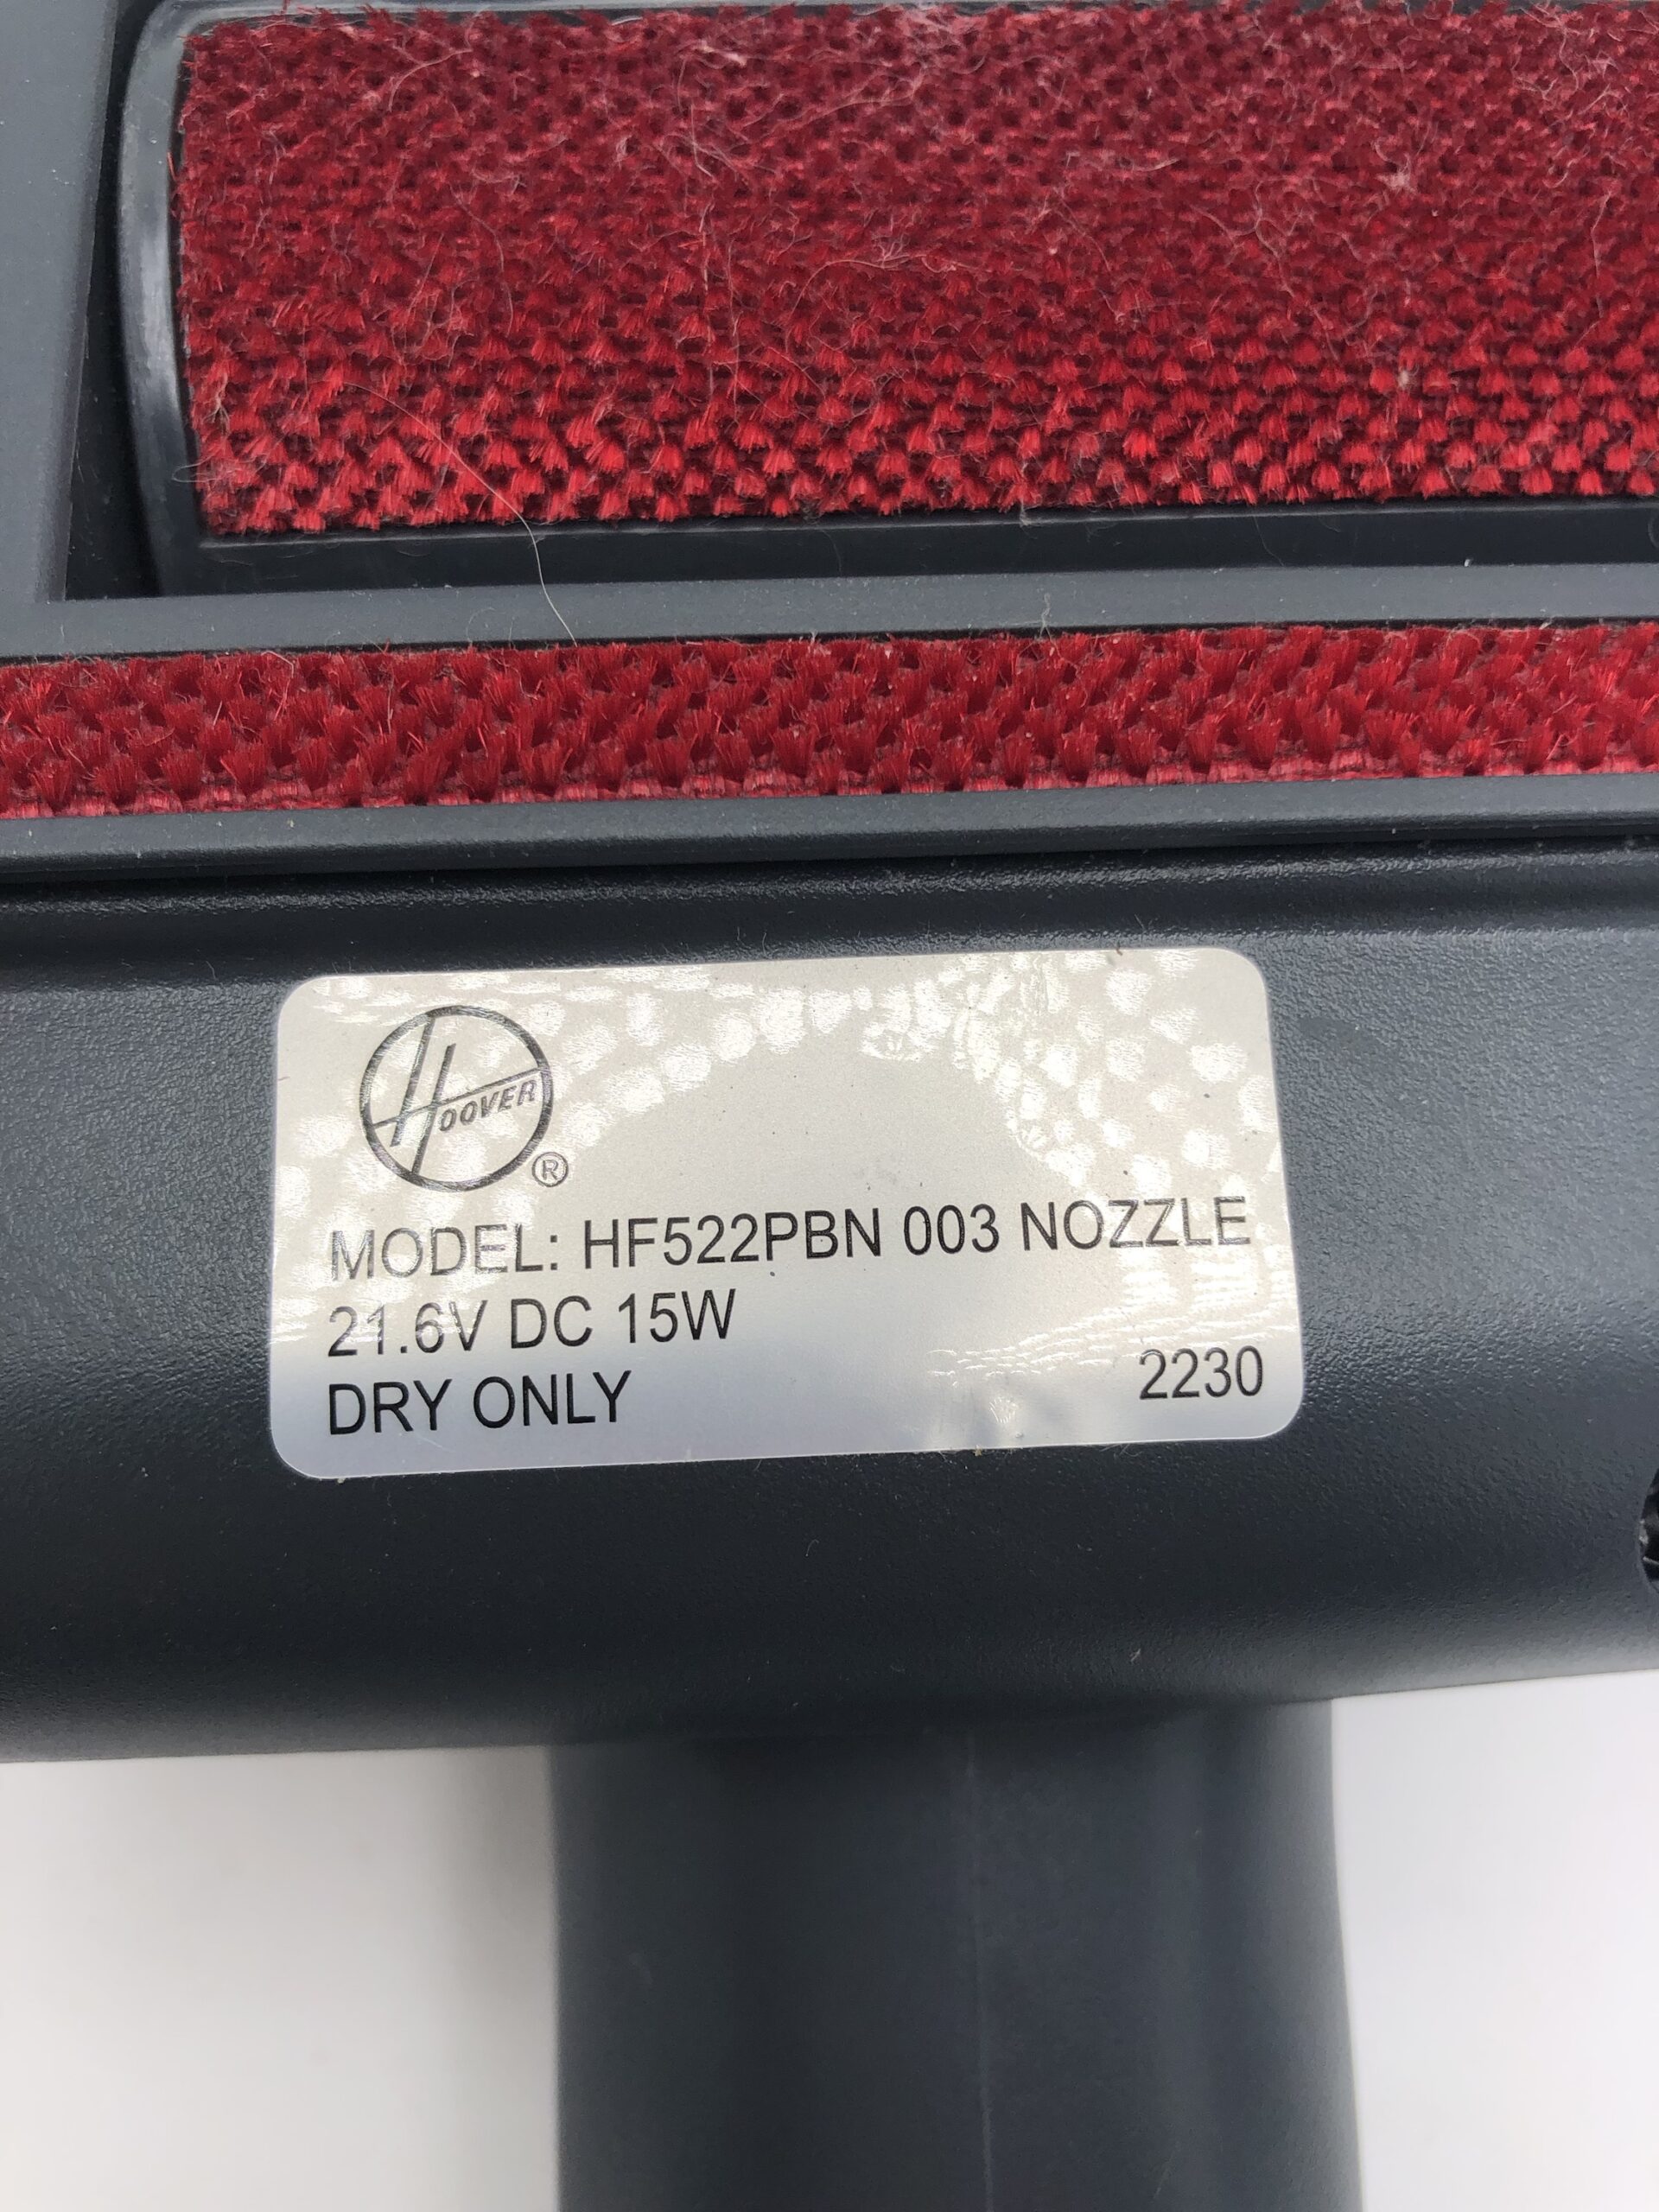 HOOVER
®
MODEL: HF522PBN 003 NOZZLE
21.6V DC 15W
DRY ONLY 2230